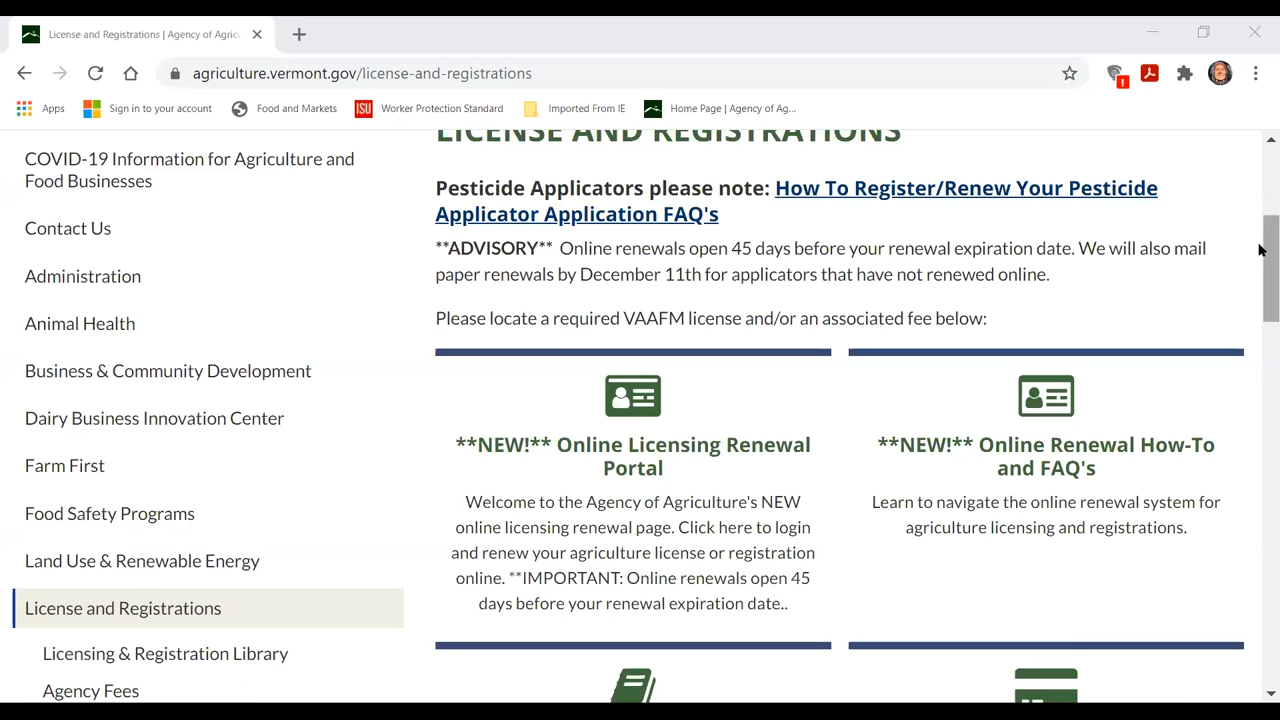 License and Registrations | Agency of Agric
agriculture.vermont.gov/license-and-registrations
Apps
Sign in to your account
Food and Markets
ISU
Worker Protection Standard
Imported From IE
Home Page | Agency of Ag...
COVID-19 Information for Agriculture and
Food Businesses
Contact Us
Administration
Animal Health
Business & Community Development
Dairy Business Innovation Center
Farm First
Food Safety Programs
Land Use & Renewable Energy
License and Registrations
Licensing & Registration Library
Agency Fees
LICENSE AND REGISTRATIONS
Pesticide Applicators please note: How To Register/Renew Your Pesticide
Applicator Application FAQ's
**ADVISORY** Online renewals open 45 days before your renewal expiration date. We will also mail
paper renewals by December 11th for applicators that have not renewed online.
Please locate a required VAAFM license and/or an associated fee below:
**NEW!** Online Licensing Renewal
Portal
Welcome to the Agency of Agriculture's NEW
online licensing renewal page. Click here to login
and renew your agriculture license or registration
online. **IMPORTANT: Online renewals open 45
days before your renewal expiration date..
**NEW!** Online Renewal How-To
and FAQ's
Learn to navigate the online renewal system for
agriculture licensing and registrations.